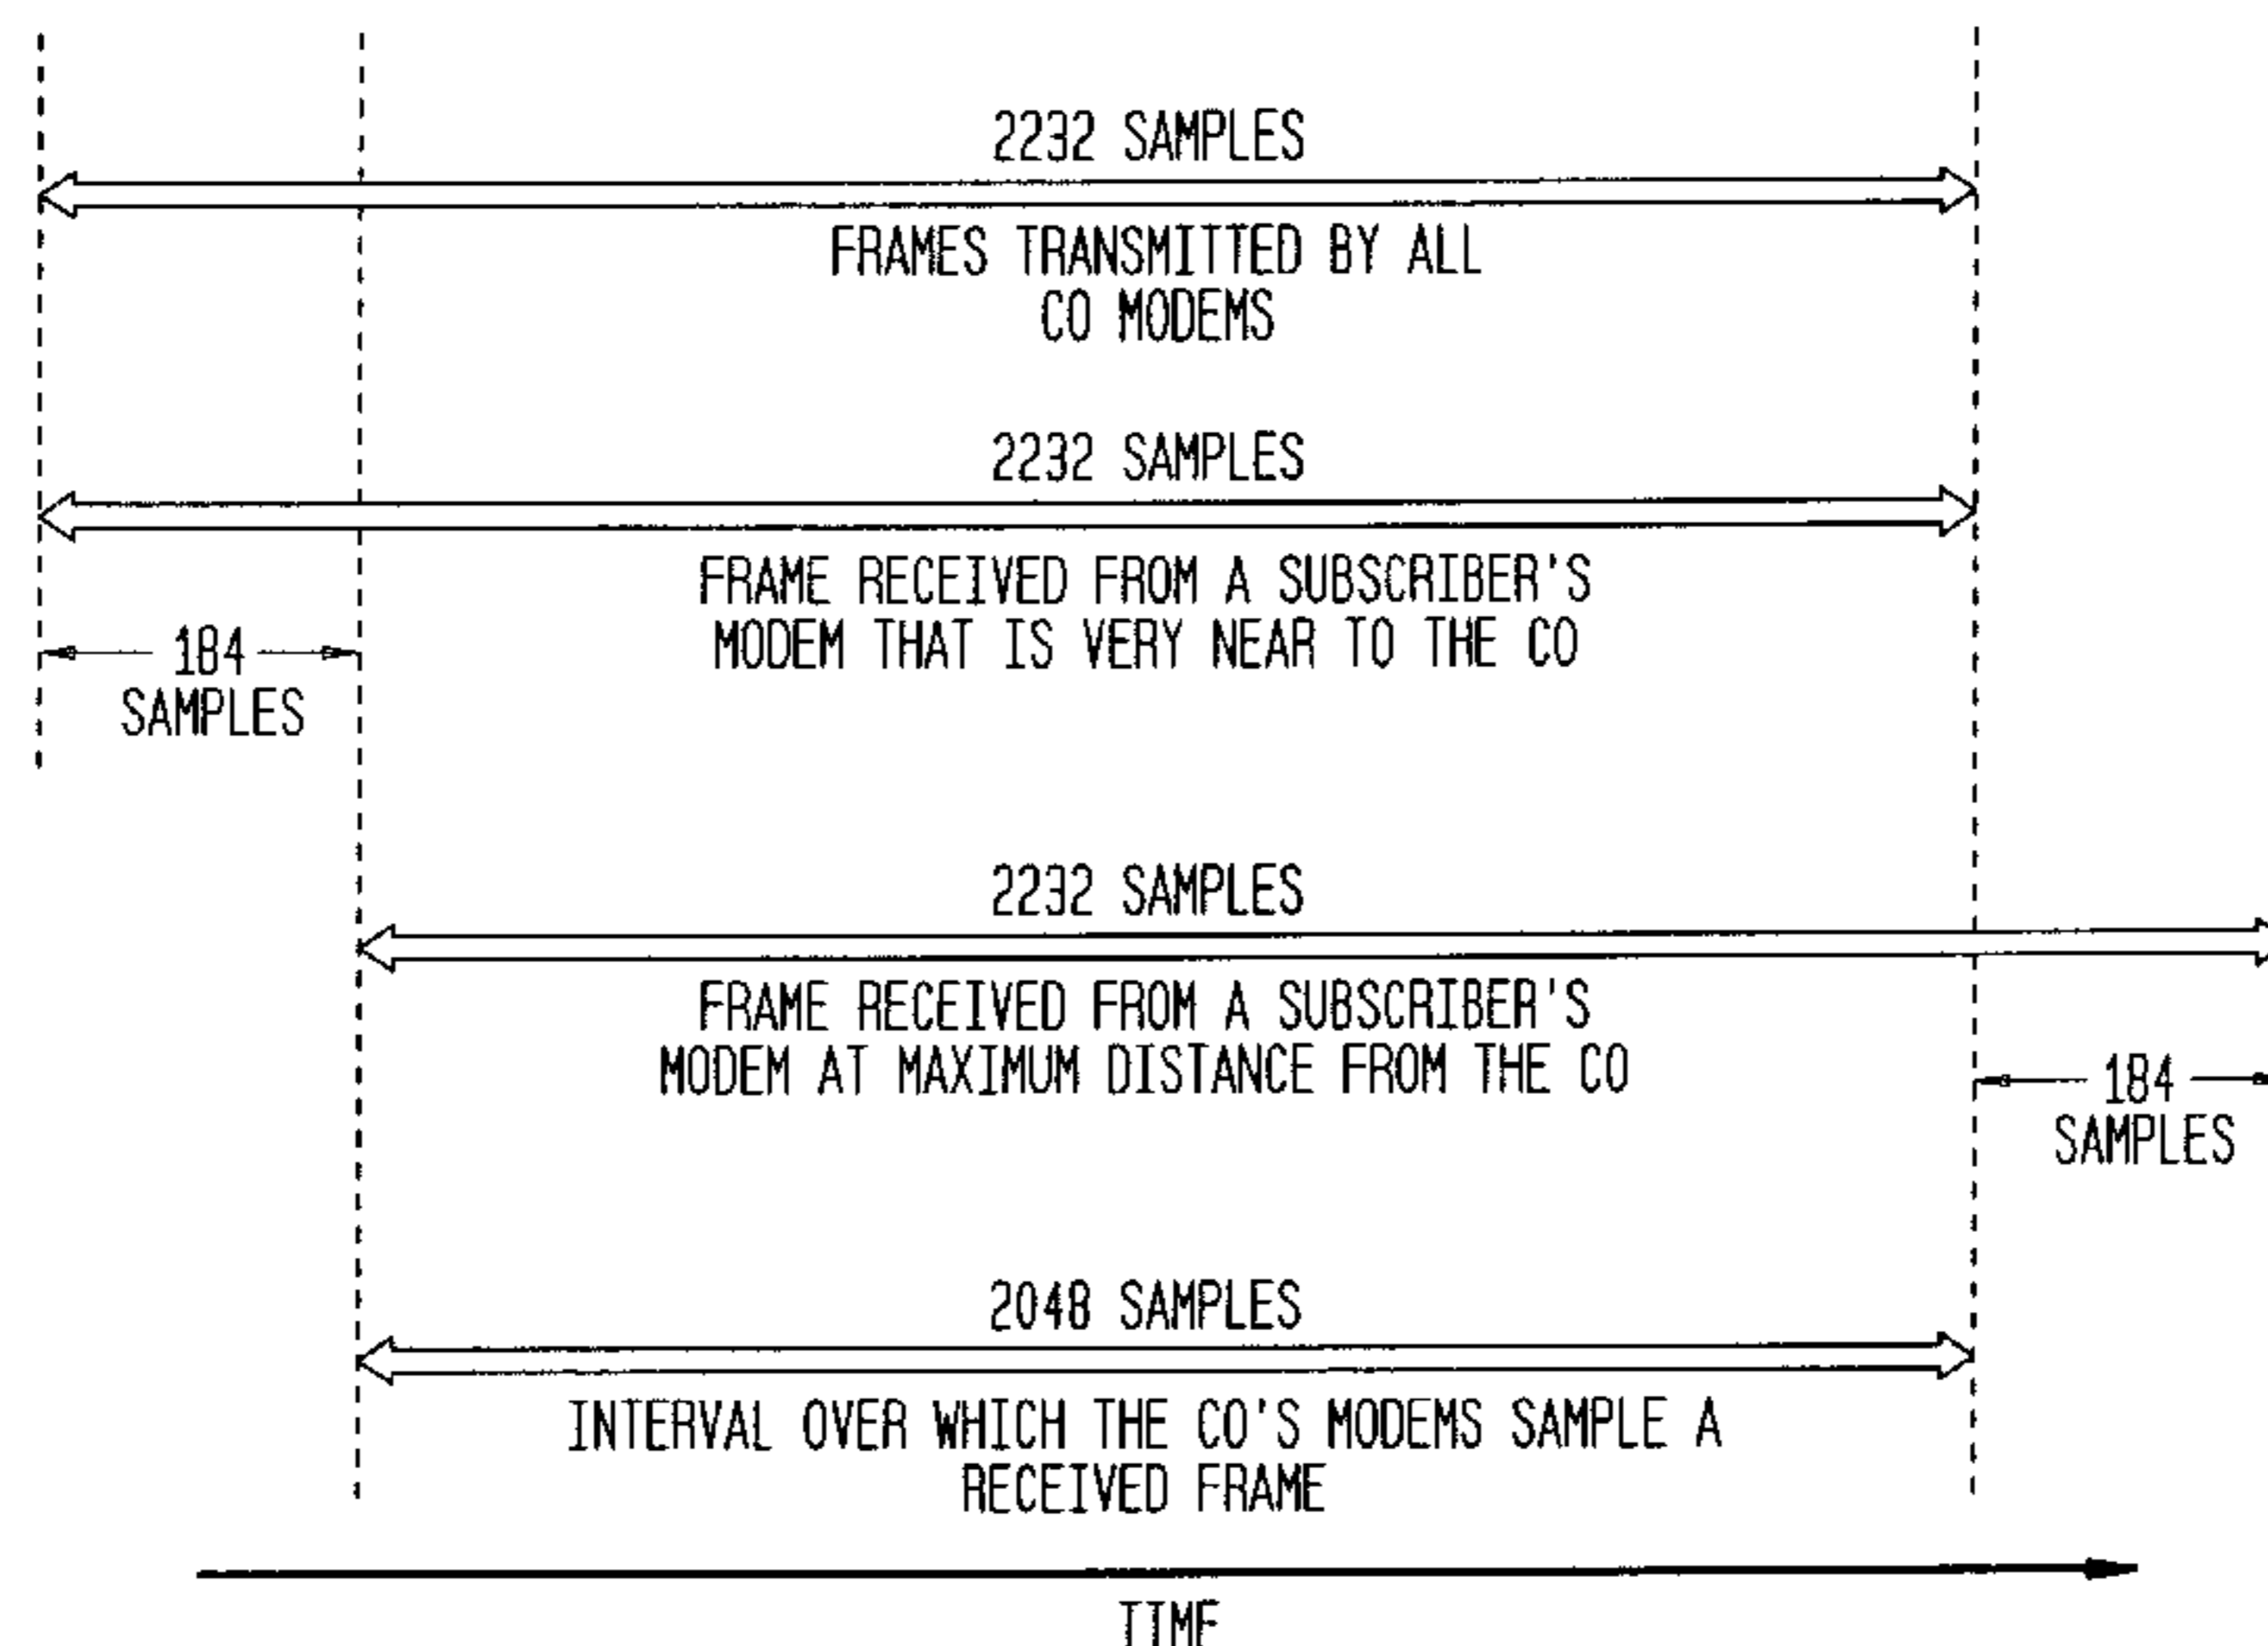 2232 SAMPLES
FRAMES TRANSMITTED BY ALL
CO MODEMS
2232 SAMPLES
FRAME RECEIVED FROM A SUBSCRIBER'S
MODEM THAT IS VERY NEAR TO THE CO
184
SAMPLES
2232 SAMPLES
FRAME RECEIVED FROM A SUBSCRIBER'S
MODEM AT MAXIMUM DISTANCE FROM THE CO
184
SAMPLES
2048 SAMPLES
INTERVAL OVER WHICH THE CO'S MODEMS SAMPLE A
RECEIVED FRAME
TIME